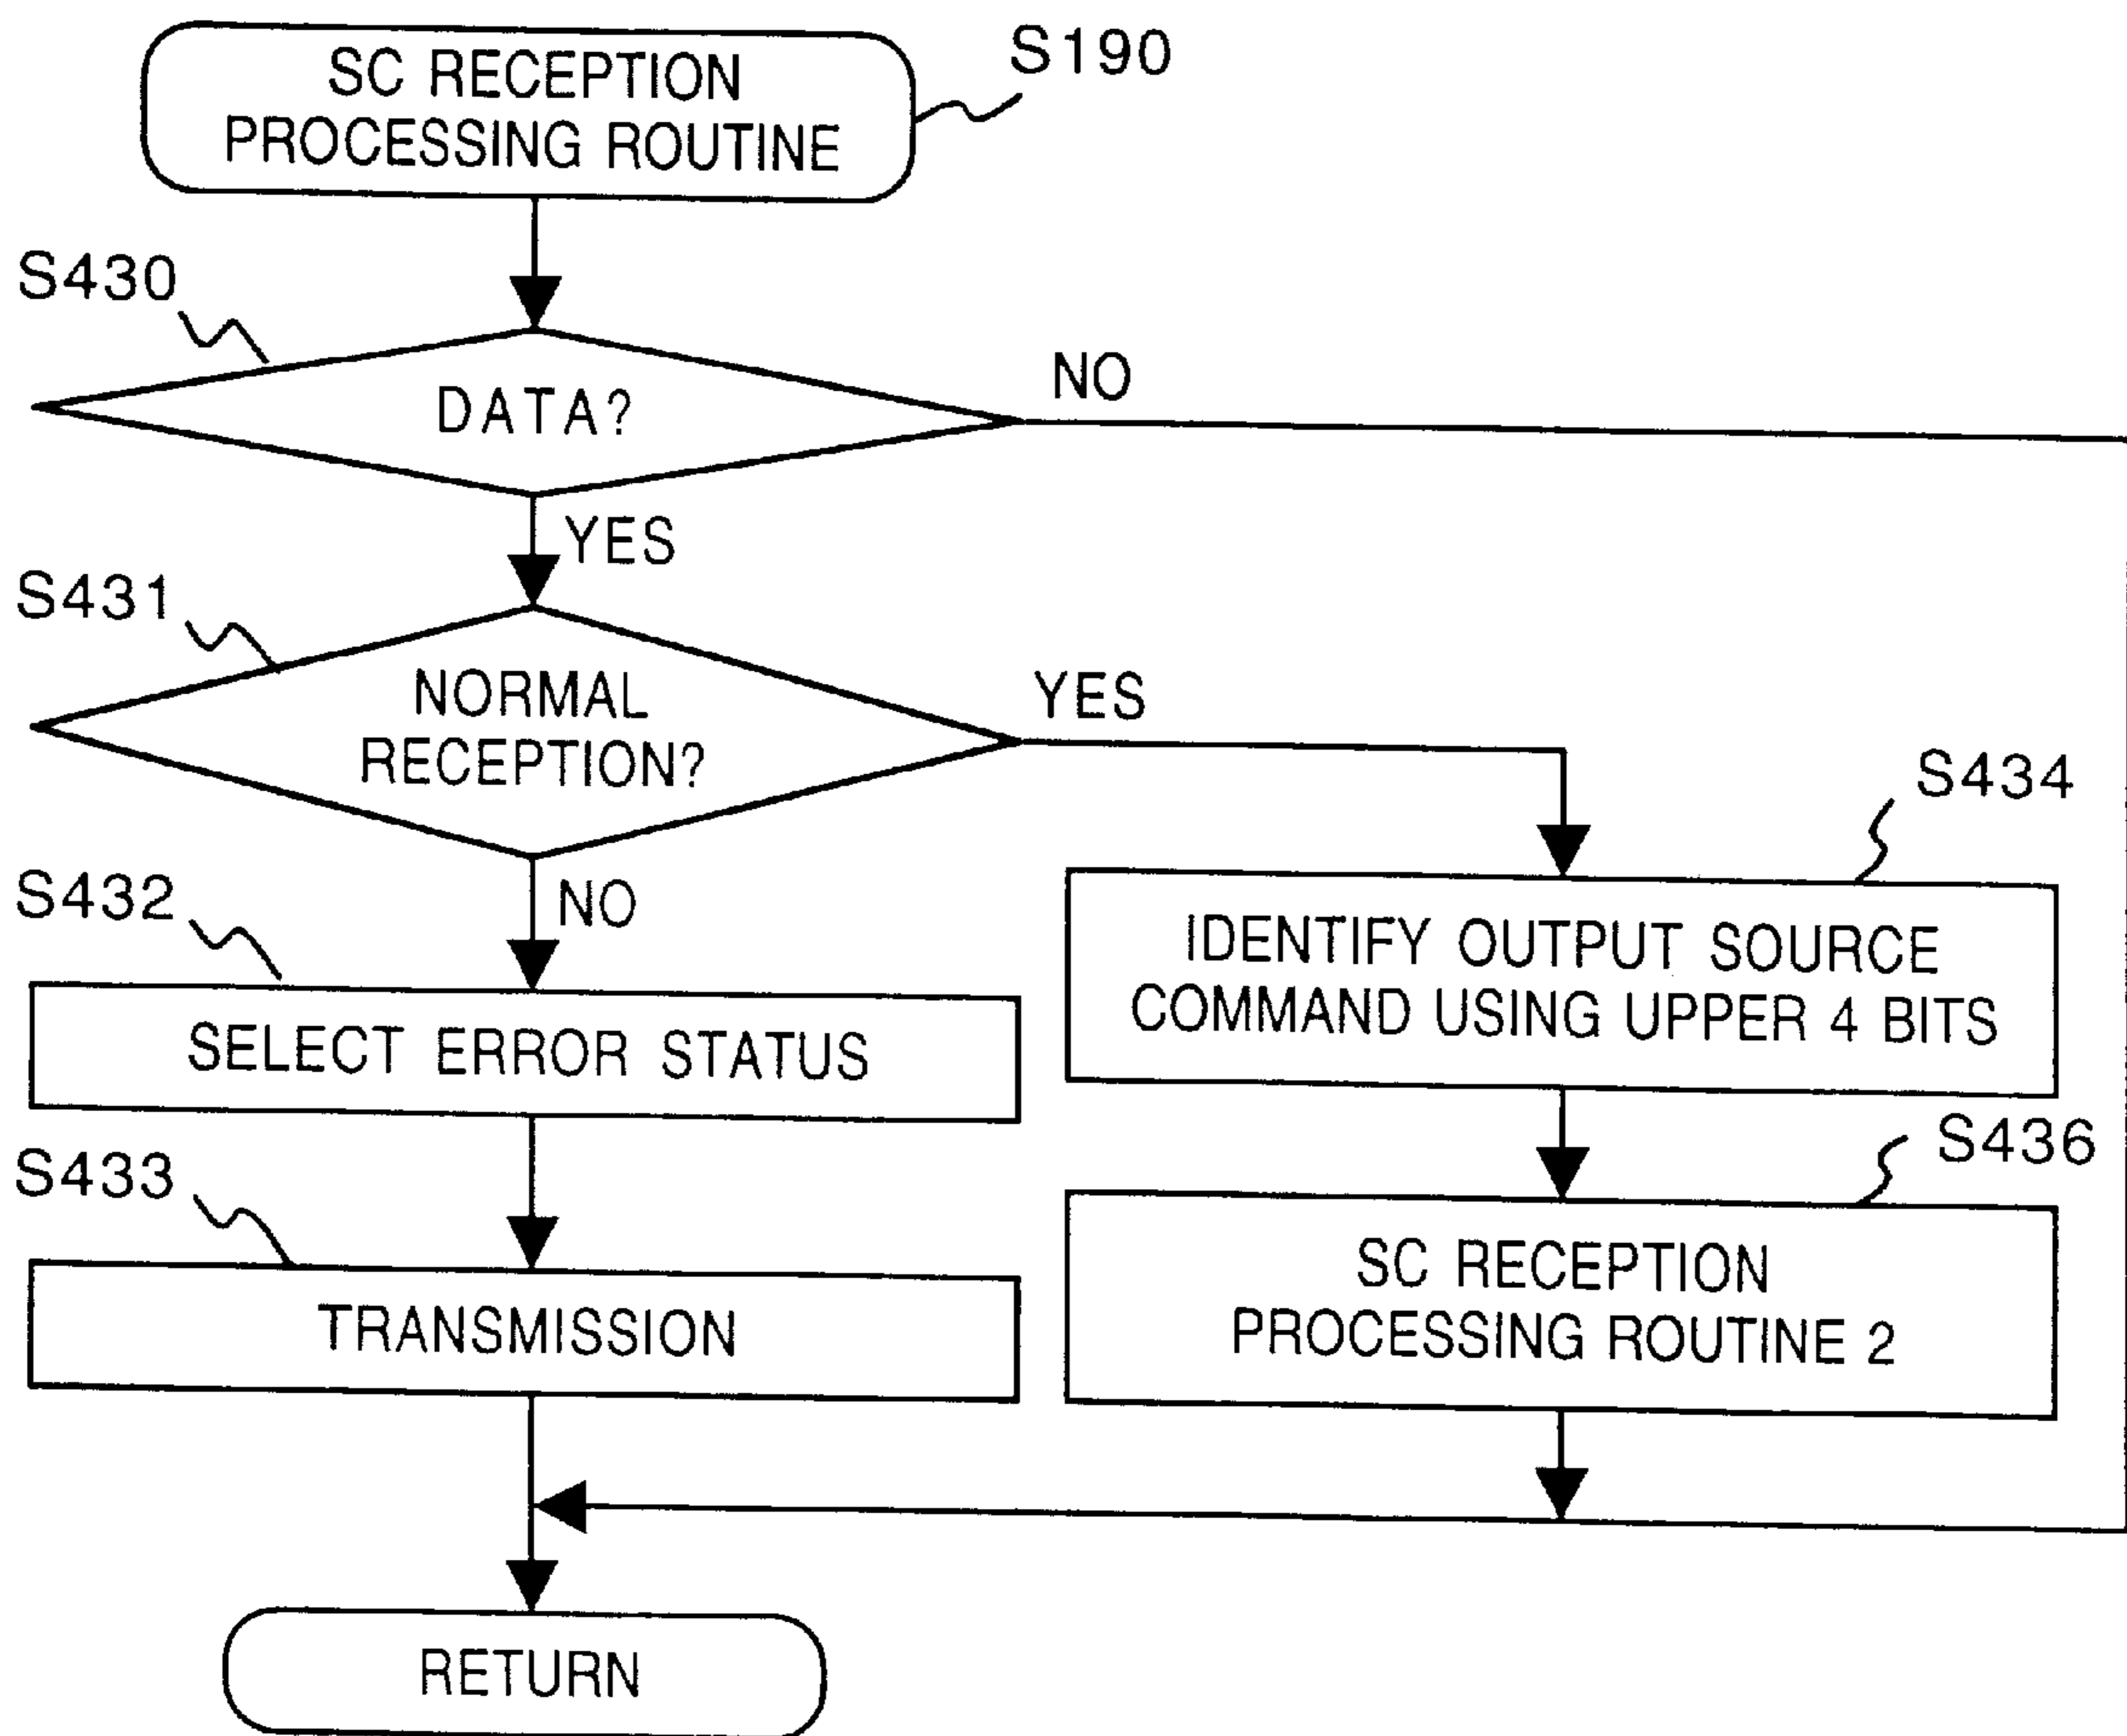 SC RECEPTION
PROCESSING ROUTINE
S190
S430
DATA?
NO
YES
S431
NORMAL
RECEPTION?
YES
S434
S432
NO
IDENTIFY OUTPUT SOURCE
COMMAND USING UPPER 4 BITS
SELECT ERROR STATUS
S433
S436
SC RECEPTION
PROCESSING ROUTINE 2
TRANSMISSION
RETURN